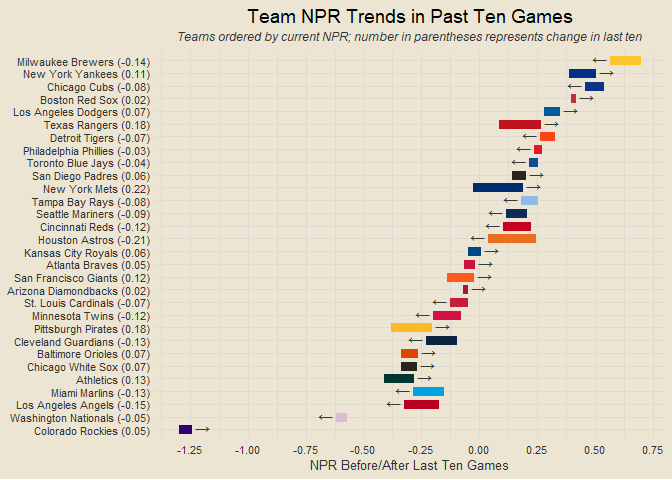 Team NPR Trends in Past Ten Games
Teams ordered by current NPR; number in parentheses represents change in last ten
Milwaukee Brewers (-0.14)
New York Yankees (0.11)
Chicago Cubs (-0.08)
Boston Red Sox (0.02)
Los Angeles Dodgers (0.07)
Texas Rangers (0.18)
Detroit Tigers (-0.07)
Philadelphia Phillies (-0.03)
Toronto Blue Jays (-0.04)
San Diego Padres (0.06)
New York Mets (0.22)
Tampa Bay Rays (-0.08)
Seattle Mariners (-0.09)
Cincinnati Reds (-0.12)
Houston Astros (-0.21)
Kansas City Royals (0.06)
Atlanta Braves (0.05)
San Francisco Giants (0.12)
Arizona Diamondbacks (0.02)
St. Louis Cardinals (-0.07)
Minnesota Twins (-0.12)
Pittsburgh Pirates (0.18)
Cleveland Guardians (-0.13)
Baltimore Orioles (0.07)
Chicago White Sox (0.07)
Athletics (0.13)
Miami Marlins (-0.13)
Los Angeles Angels (-0.15)
Washington Nationals (-0.05)
Colorado Rockies (0.05)
-1.25 -1.00 -0.75 -0.50 -0.25 0.00 0.25 0.50 0.75
NPR Before/After Last Ten Games